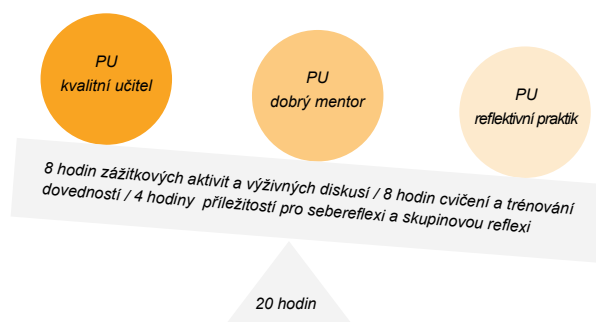 PU
kvalitní učitel
PU
dobrý mentor
PU
reflektivní praktik
8 hodin zážitkových aktivit a výživných diskusí / 8 hodin cvičení a trénování
dovedností / 4 hodiny příležitostí pro sebereflexi a skupinovou reflexi
20 hodin